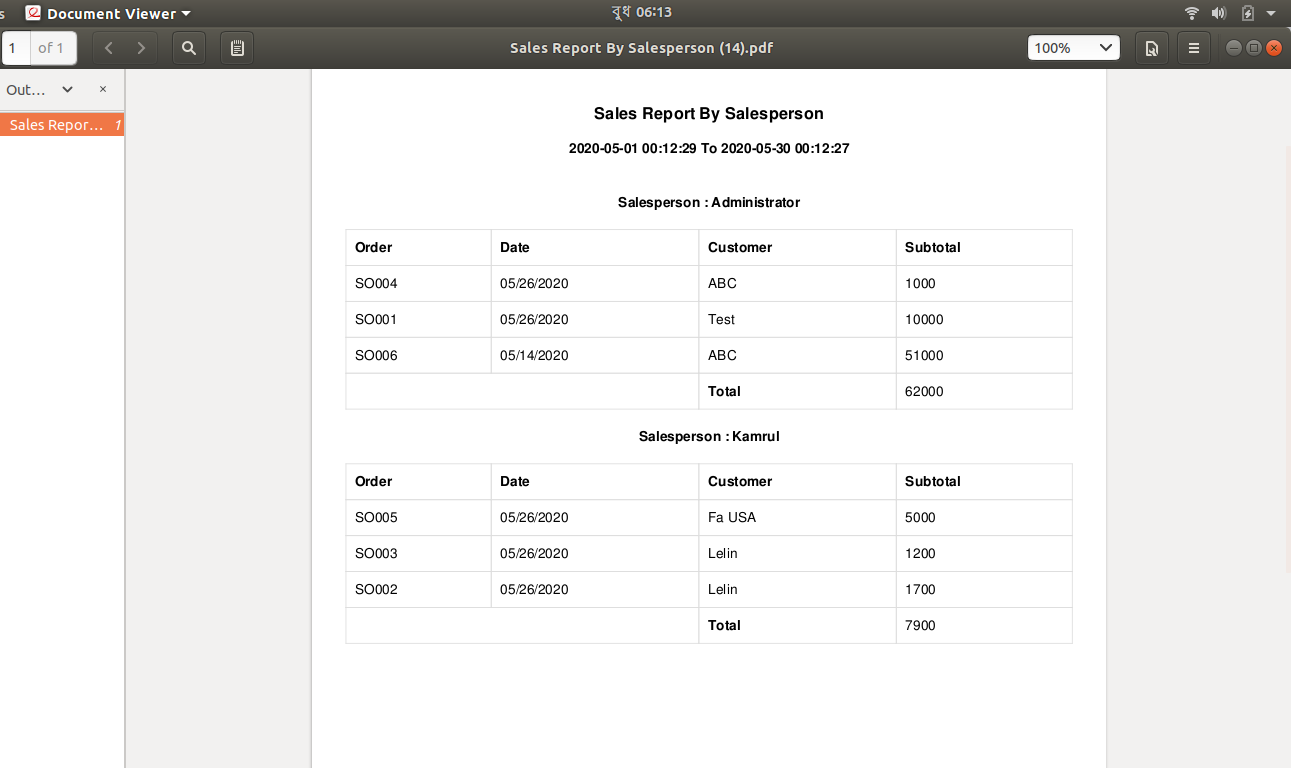 s Document Viewer বুধ 06:13
1 of 1 Sales Report By Salesperson (14).pdf 100%
Out... ×
Sales Repor... 1
Sales Report By Salesperson
2020-05-01 00:12:29 To 2020-05-30 00:12:27
Salesperson : Administrator
Order Date Customer Subtotal
SO004 05/26/2020 ABC 1000
SO001 05/26/2020 Test 10000
SO006 05/14/2020 ABC 51000
Total 62000
Salesperson : Kamrul
Order Date Customer Subtotal
SO005 05/26/2020 Fa USA 5000
SO003 05/26/2020 Lelin 1200
SO002 05/26/2020 Lelin 1700
Total 7900